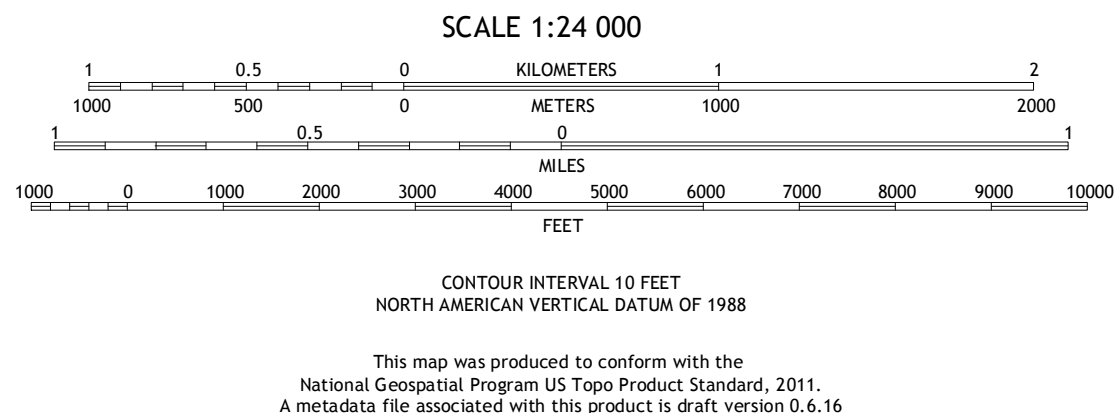 SCALE 1:24 000
1 0.5 0 KILOMETERS 1 2
1000 500 0 METERS 1000 2000
1 0.5 0 1
MILES
1000 0 1000 2000 3000 4000 5000 6000 7000 8000 9000 10000
FEET
CONTOUR INTERVAL 10 FEET
NORTH AMERICAN VERTICAL DATUM OF 1988
This map was produced to conform with the
National Geospatial Program US Topo Product Standard, 2011.
A metadata file associated with this product is draft version 0.6.16